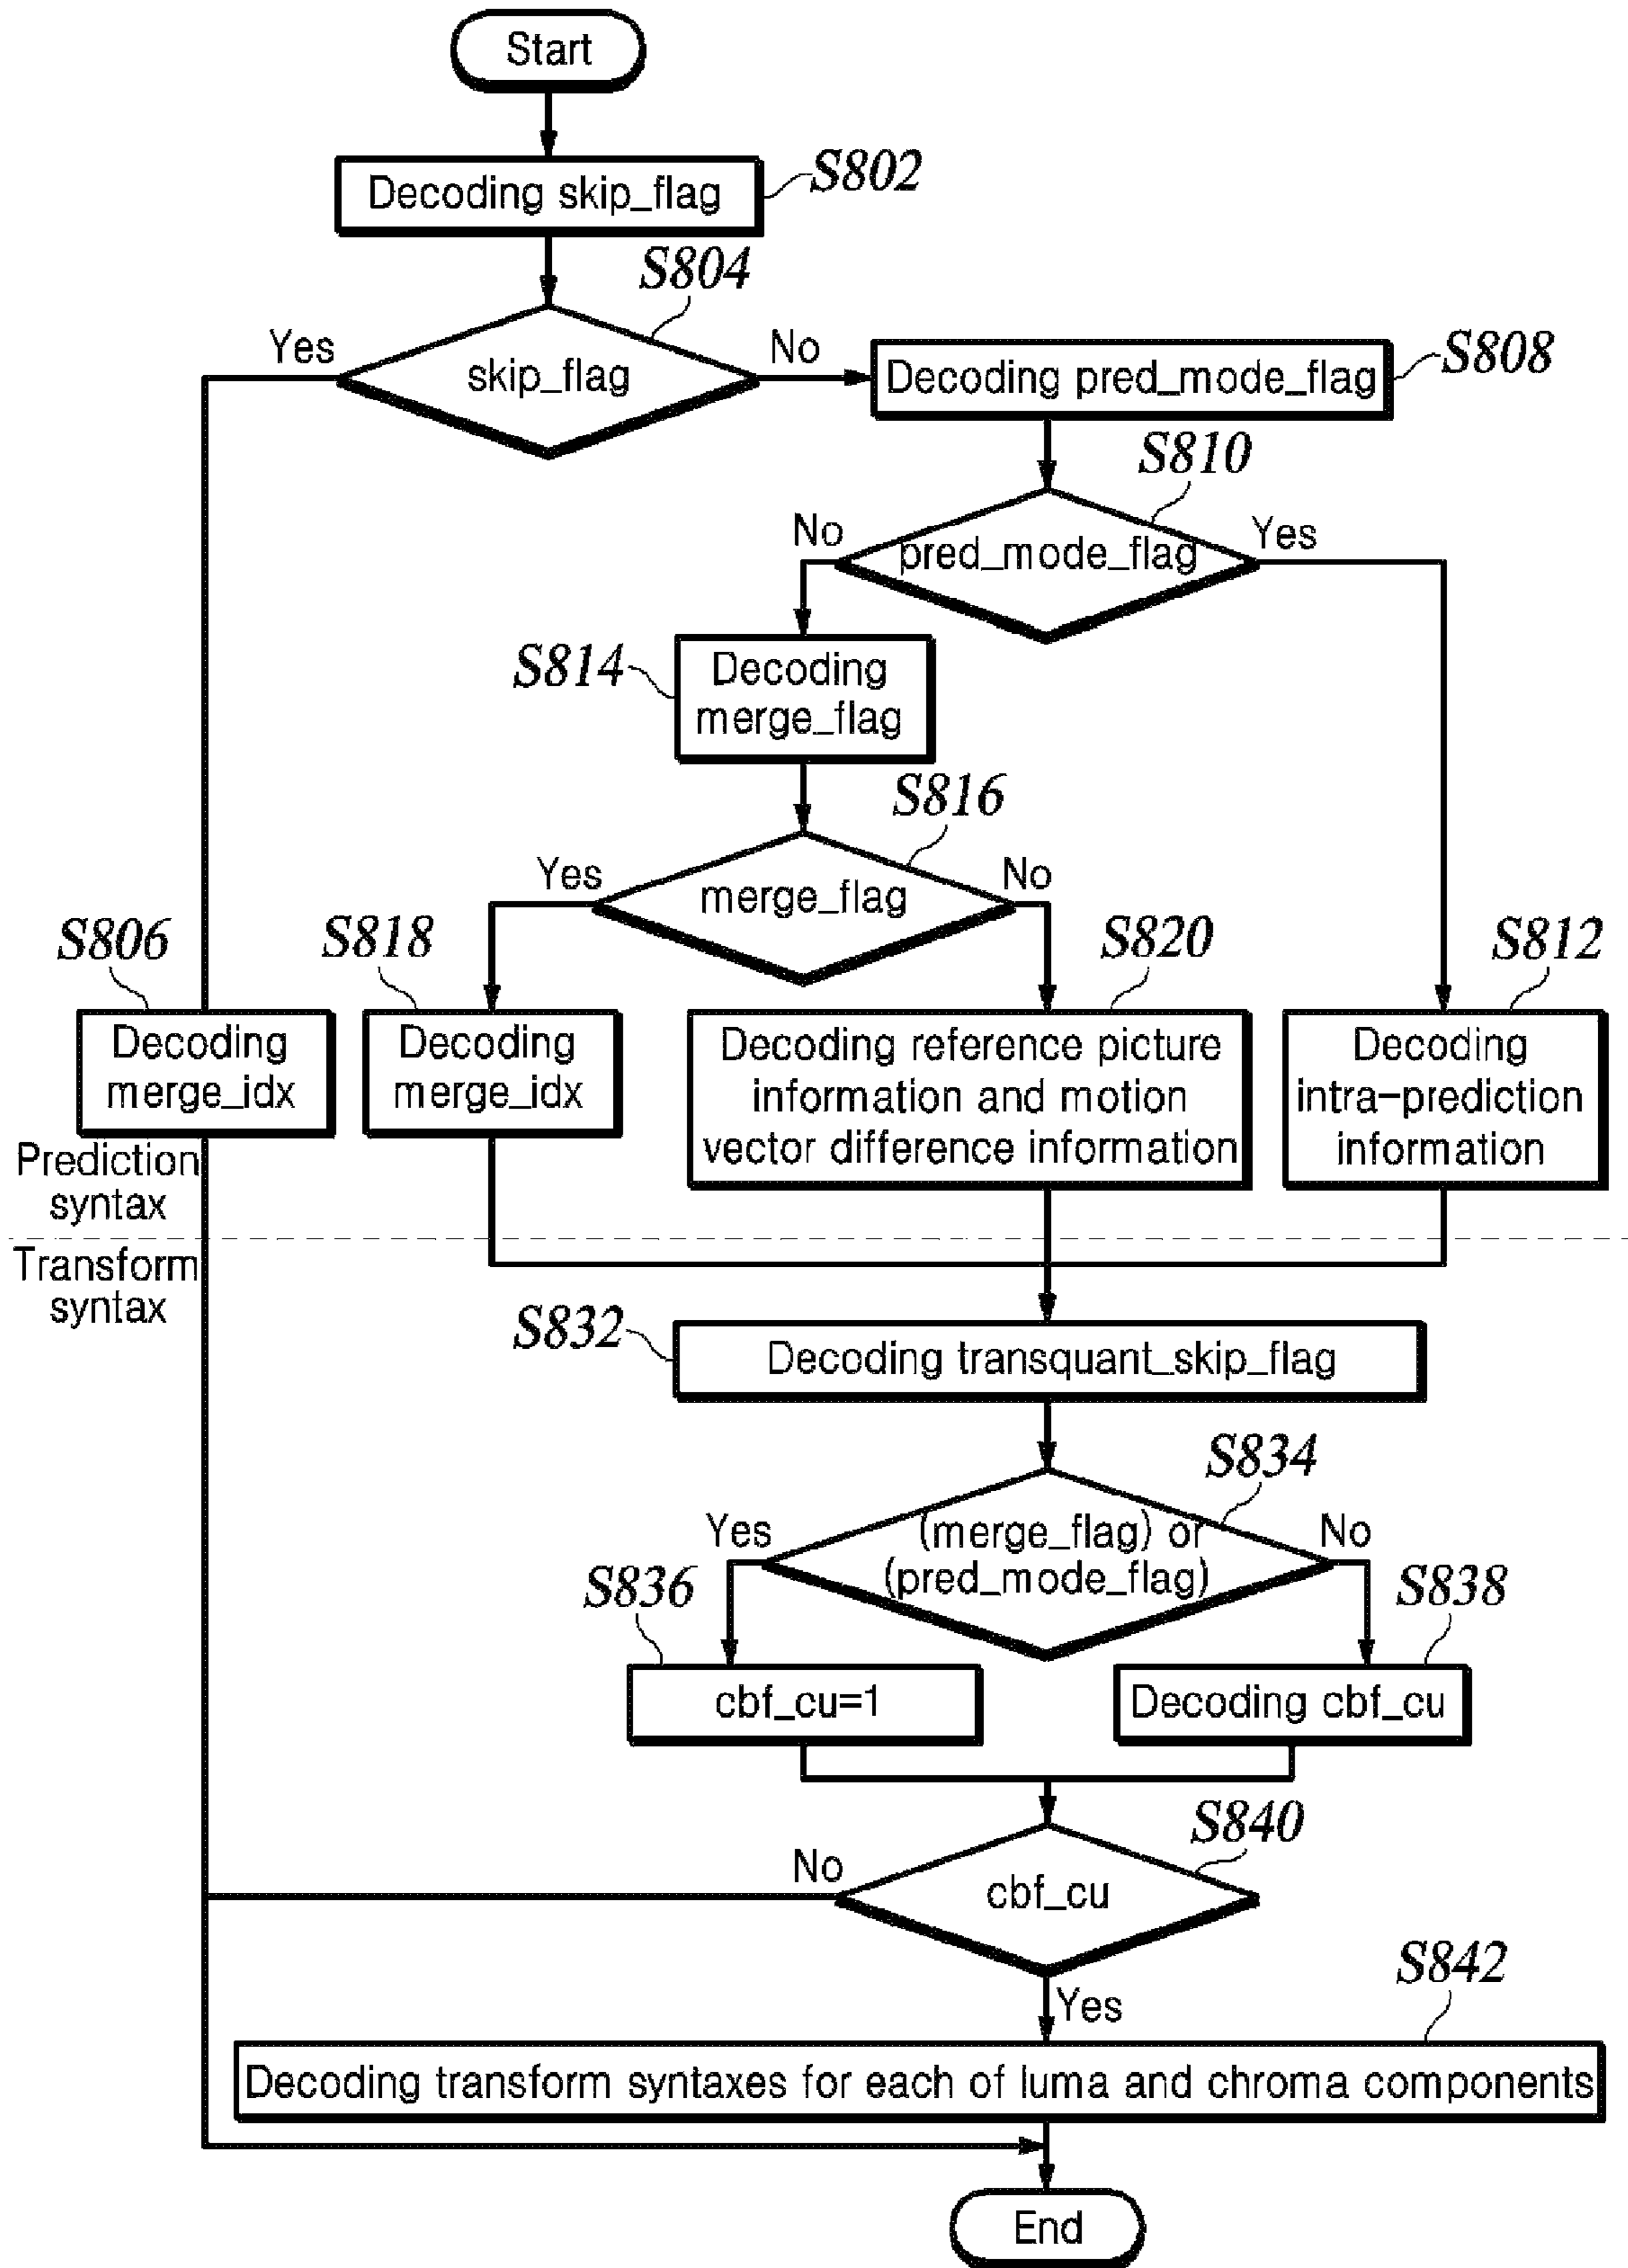 Start
Decoding skip_flag
S802
S804
Yes
skip_flag
No
Decoding pred_mode_flag
S808
S810
No
pred_mode_flag
Yes
S814
Decoding
merge_flag
S816
Yes
merge_flag
No
S806
Decoding
merge_idx
S818
Decoding
merge_idx
S820
Decoding reference picture
information and motion
vector difference information
S812
Decoding
intra-prediction
information
Prediction
syntax
Transform
syntax
S832
Decoding transquant_skip_flag
S834
Yes
(merge_flag) or
(pred_mode_flag)
No
S836
cbf_cu=1
S838
Decoding cbf_cu
S840
No
cbf_cu
Yes
S842
Decoding transform syntaxes for each of luma and chroma components
End